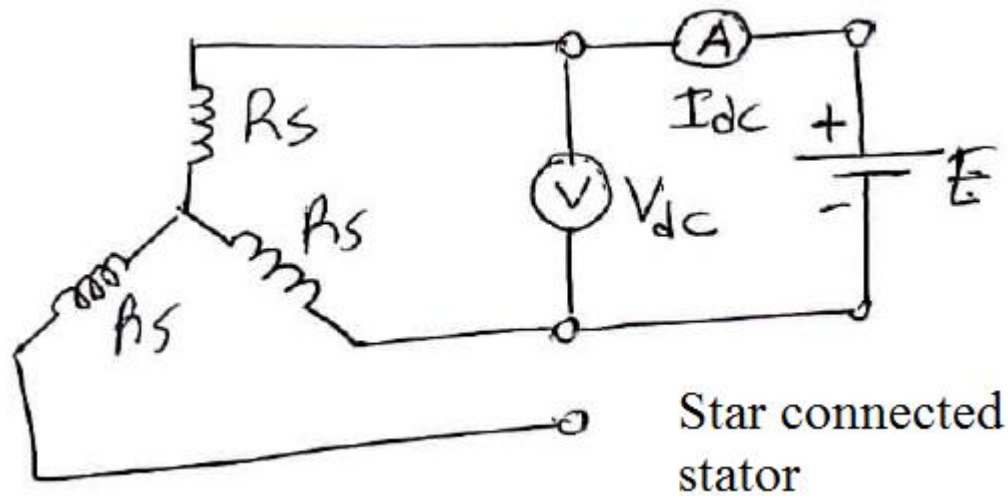 A
Rs
Idc
+
E
V
Vdc
-
Rs
Rs
Star connected
stator